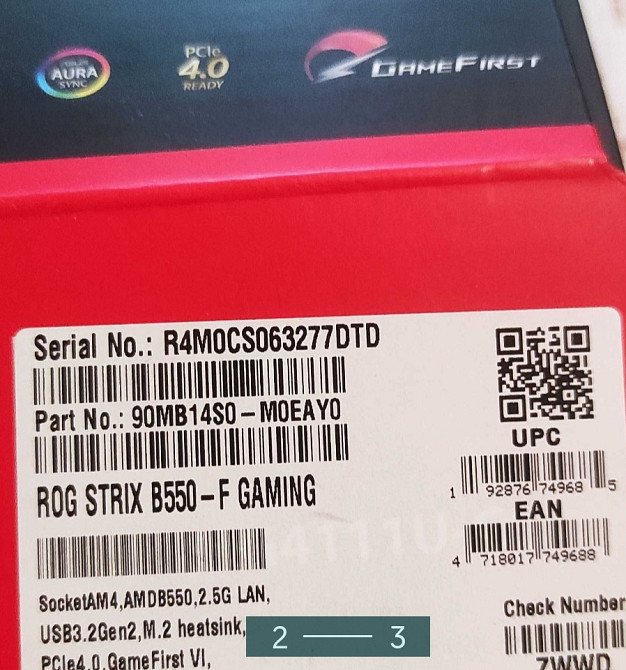 AURA
SYNC
PCIe
4.0
READY
GAMEFIRST
Serial No.: R4M0CS063277DTD
Part No.: 90MB14S0-M0EAY0
UPC
1 92876 74968 5
ROG STRIX B550-F GAMING
EAN
4 718017 749688
SocketAM4,AMDB550,2.5G LAN,
USB3.2Gen2,M.2 heatsink,
PCIe4.0,GameFirst VI,
Check Number
7WWD
2 — 3